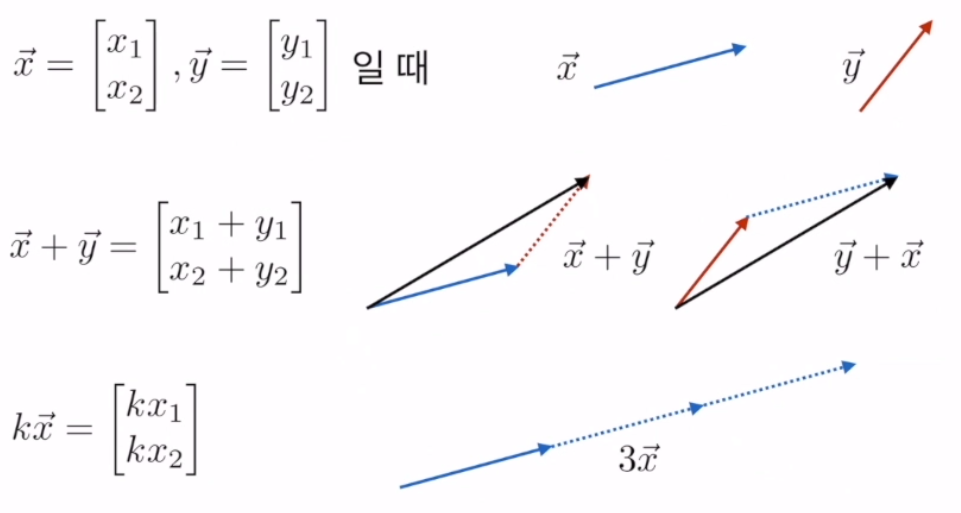 $\vec{x} = \begin{bmatrix} x_1 \\ x_2 \end{bmatrix}, \vec{y} = \begin{bmatrix} y_1 \\ y_2 \end{bmatrix}$ 일 때 $\vec{x}$ $\vec{y}$
$\vec{x} + \vec{y} = \begin{bmatrix} x_1 + y_1 \\ x_2 + y_2 \end{bmatrix}$ $\vec{x} + \vec{y}$ $\vec{y} + \vec{x}$
$k\vec{x} = \begin{bmatrix} kx_1 \\ kx_2 \end{bmatrix}$ $3\vec{x}$